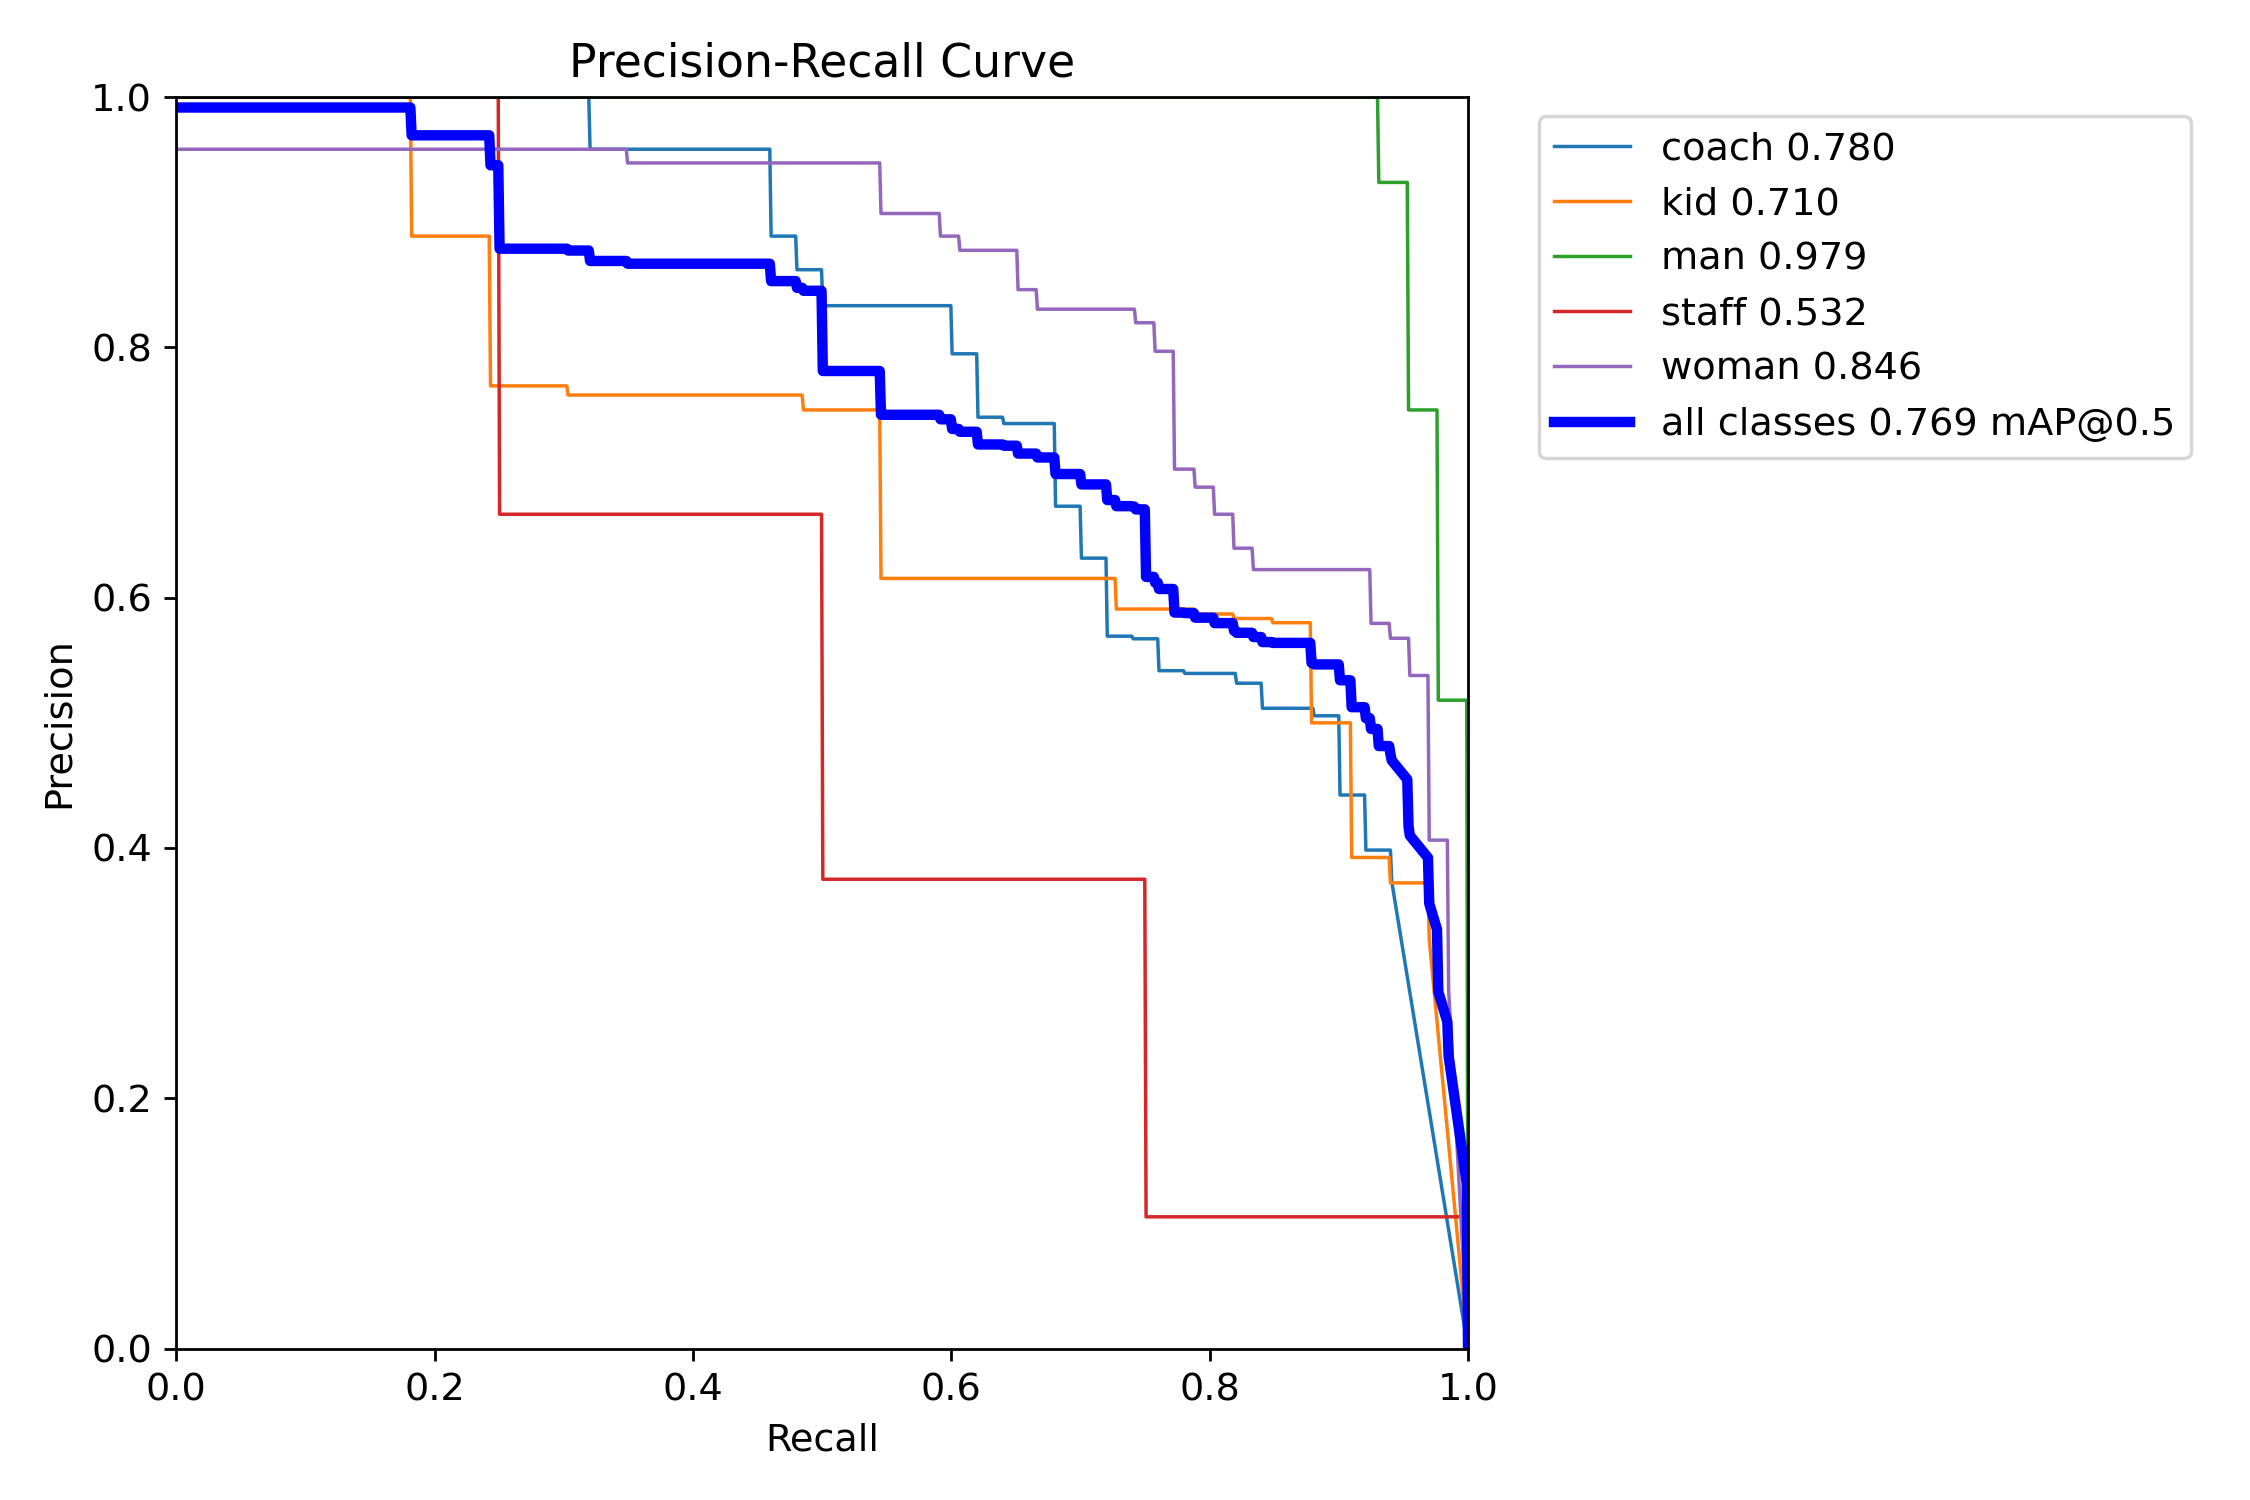 Precision-Recall Curve
1.0
0.8
0.6
0.4
0.2
0.0
Precision
0.0 0.2 0.4 0.6 0.8 1.0
Recall
coach 0.780
kid 0.710
man 0.979
staff 0.532
woman 0.846
all classes 0.769 mAP@0.5